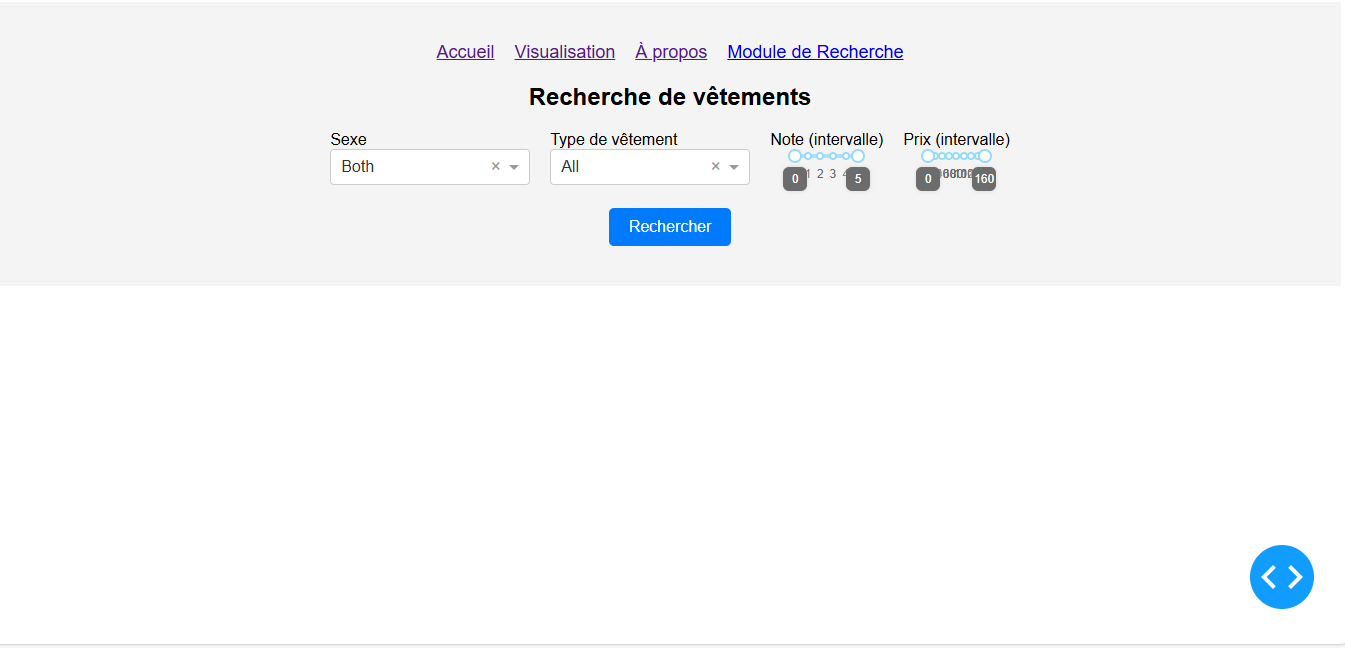 Accueil Visualisation À propos Module de Recherche
Recherche de vêtements
Sexe Type de vêtement Note (intervalle) Prix (intervalle)
Both × All ×
0 1 2 3 4 5 0 160
Rechercher